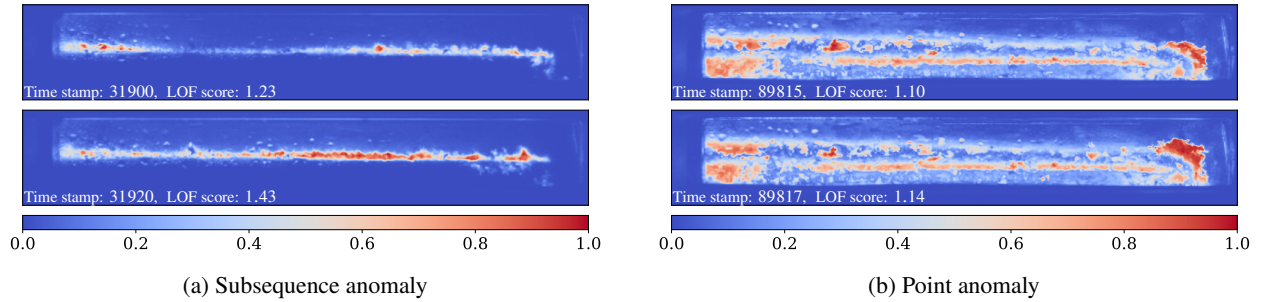 Time stamp: 31900, LOF score: 1.23
Time stamp: 31920, LOF score: 1.43
0.0 0.2 0.4 0.6 0.8 1.0
(a) Subsequence anomaly
Time stamp: 89815, LOF score: 1.10
Time stamp: 89817, LOF score: 1.14
0.0 0.2 0.4 0.6 0.8 1.0
(b) Point anomaly